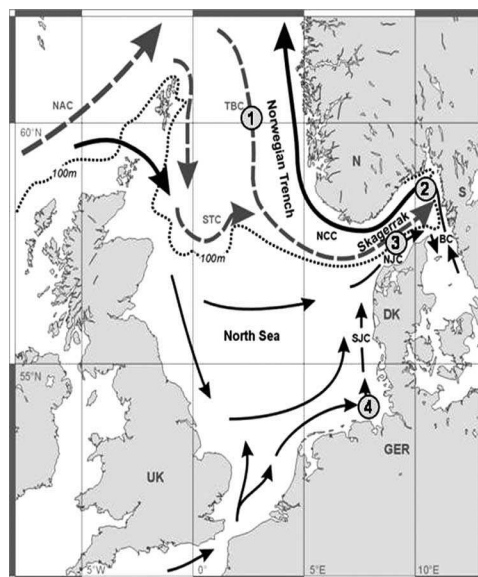 NAC
TBC
1
60°N
Norwegian Trench
N
S
100m
2
STC
NCC
Skagerrak
3
100m
NJC
BC
DK
North Sea
SJC
55°N
4
UK
GER
5°W
0°
5°E
10°E